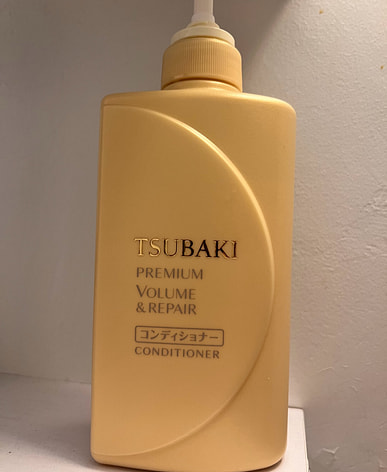 TSUBAKI
PREMIUM
VOLUME
& REPAIR
コンディショナー
CONDITIONER